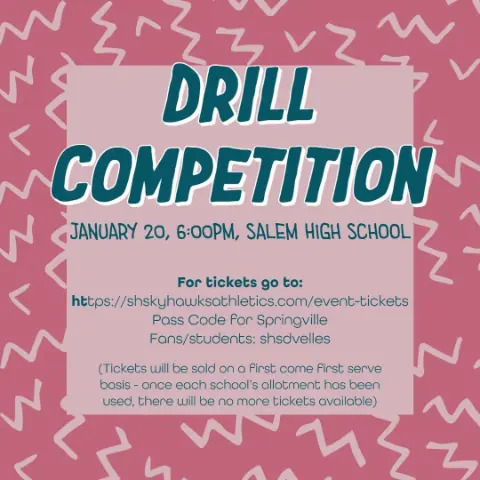 DRILL
COMPETITION
JANUARY 20, 6:00PM, SALEM HIGH SCHOOL
For tickets go to:
https://shskyhawksathletics.com/event-tickets
Pass Code for Springville
Fans/students: shsdvelles
(Tickets will be sold on a first come first serve
basis - once each school's allotment has been
used, there will be no more tickets available)